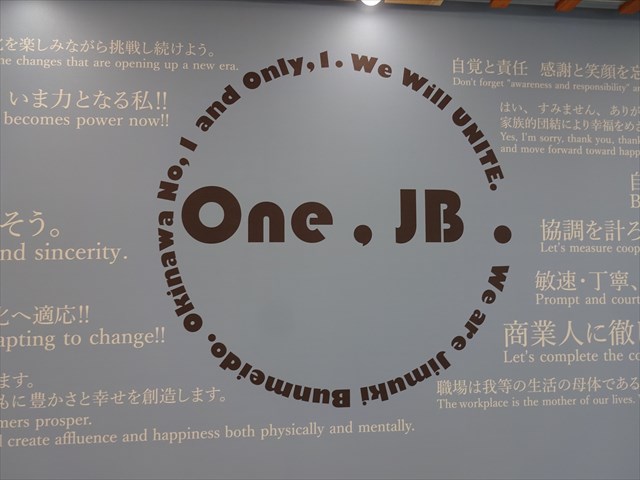 を楽しみながら挑戦し続けよう。
he changes that are opening up a new era.
いま力となる私!!
becomes power now!!
そう。
nd sincerity.
化へ適応!!
apting to change!!
ます。
もに豊かさと幸せを創造します。
mers prosper.
create affluence and happiness both physically and mentally.
Okinawa No, 1 and Only, 1. We Will UNITE.
One , JB .
We are Jimuki Bunmeido.
自覚と責任 感謝と笑顔を忘
Don't forget "awareness and responsibility" an
はい、すみません、ありが
家族的団結により幸福をめざ
Yes, I'm sorry, thank you, thank
and move forward toward happ
自
B
協調を計ろ
Let's measure coop
敏速・丁寧、
Prompt and court
商業人に徹
Let's complete the co
職場は我等の生活の母体である
The workplace is the mother of our lives.